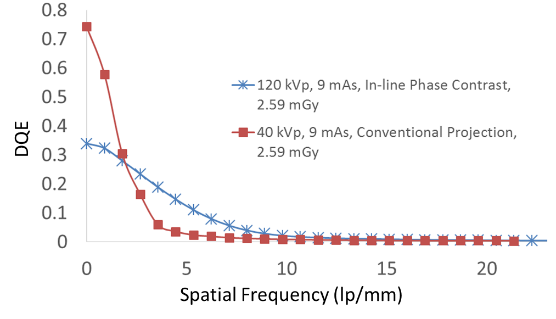 0.8
0.7
0.6
0.5
0.4
0.3
0.2
0.1
0
DQE
120 kVp, 9 mAs, In-line Phase Contrast,
2.59 mGy
40 kVp, 9 mAs, Conventional Projection,
2.59 mGy
0 5 10 15 20
Spatial Frequency (lp/mm)